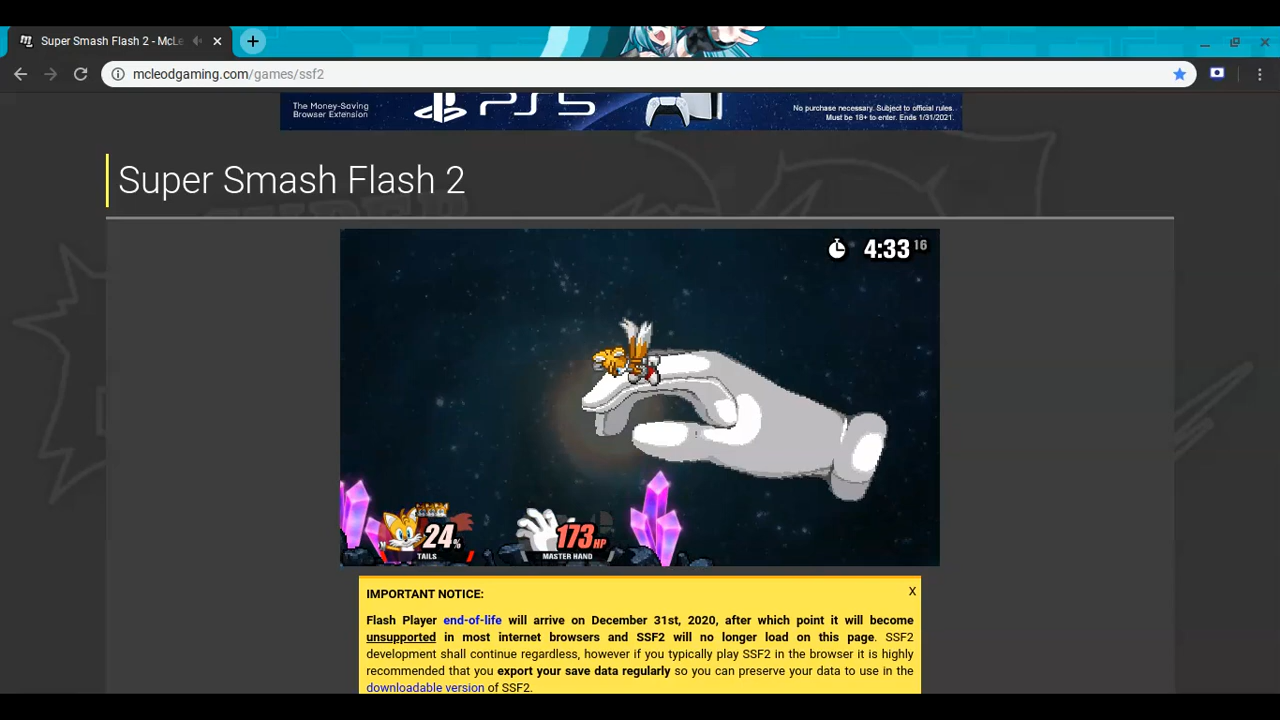 Super Smash Flash 2 - McLe
mcleodgaming.com/games/ssf2
The Money-Saving
Browser Extension
PS5
No purchase necessary. Subject to official rules.
Must be 18+ to enter. Ends 1/31/2021.
Super Smash Flash 2
4:33 16
24%
TAILS
173 HP
MASTER HAND
IMPORTANT NOTICE:
X
Flash Player end-of-life will arrive on December 31st, 2020, after which point it will become
unsupported in most internet browsers and SSF2 will no longer load on this page. SSF2
development shall continue regardless, however if you typically play SSF2 in the browser it is highly
recommended that you export your save data regularly so you can preserve your data to use in the
downloadable version of SSF2.